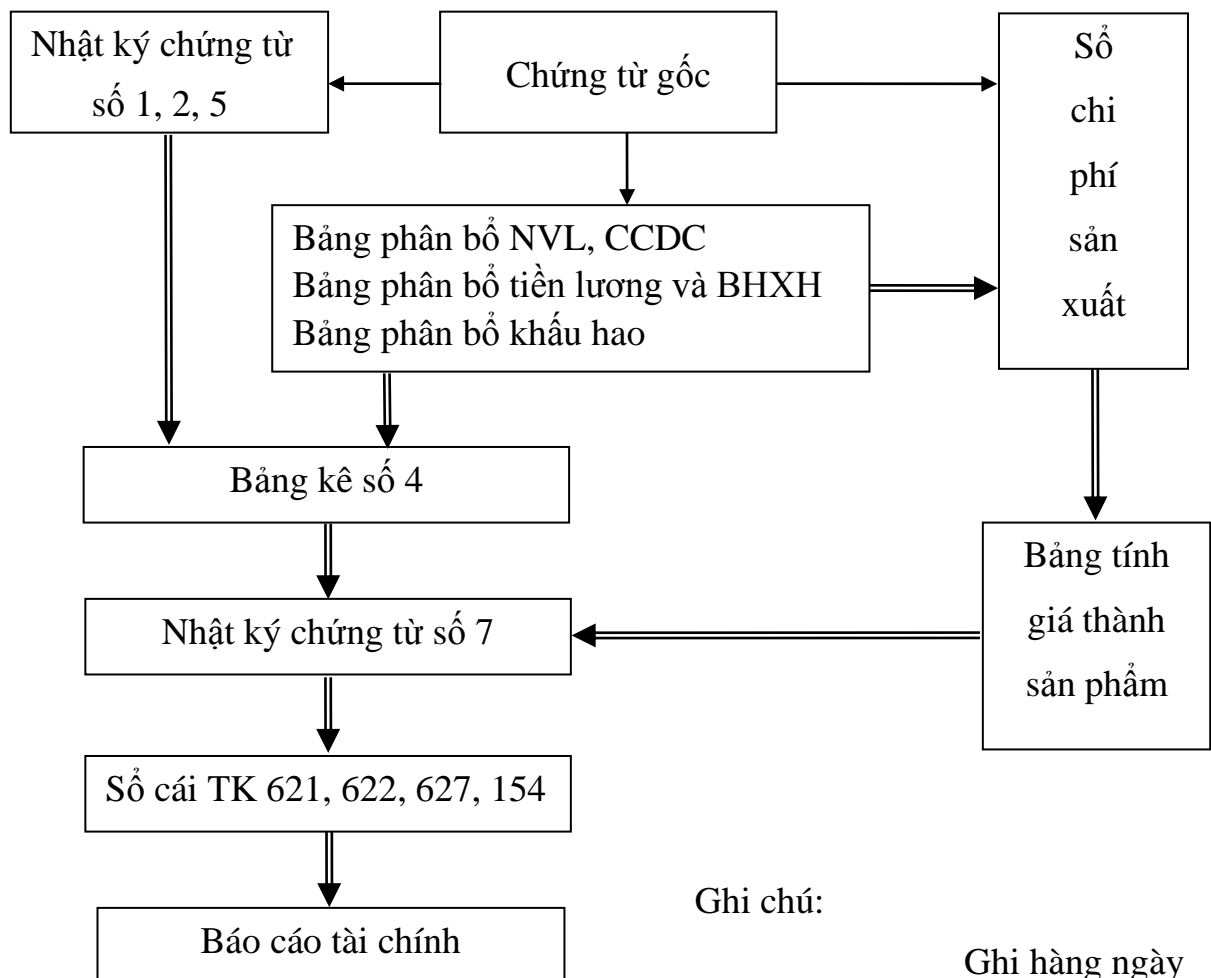 Nhật ký chứng từ
số 1, 2, 5
Chứng từ gốc
Sổ
chi
phí
sản
xuất
Bảng phân bổ NVL, CCDC
Bảng phân bổ tiền lương và BHXH
Bảng phân bổ khấu hao
Bảng kê số 4
Nhật ký chứng từ số 7
Bảng tính
giá thành
sản phẩm
Sổ cái TK 621, 622, 627, 154
Báo cáo tài chính
Ghi chú:
Ghi hàng ngày